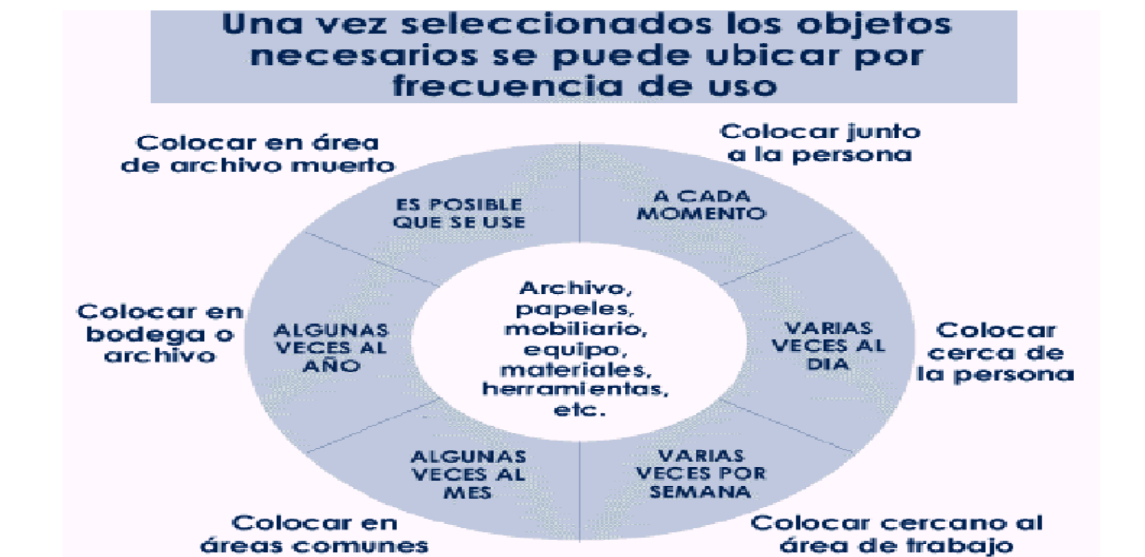 Una vez seleccionados los objetos
necesarios se puede ubicar por
frecuencia de uso
Colocar en área
de archivo muerto
Colocar junto
a la persona
ES POSIBLE
QUE SE USE
A CADA
MOMENTO
Colocar en
bodega o
archivo
ALGUNAS
VECES AL
AÑO
Archivo,
papeles,
mobiliario,
equipo,
materiales,
herramientas,
etc.
VARIAS
VECES AL
DIA
Colocar
cerca de
la persona
ALGUNAS
VECES AL
MES
VARIAS
VECES POR
SEMANA
Colocar en
áreas comunes
Colocar cercano al
área de trabajo